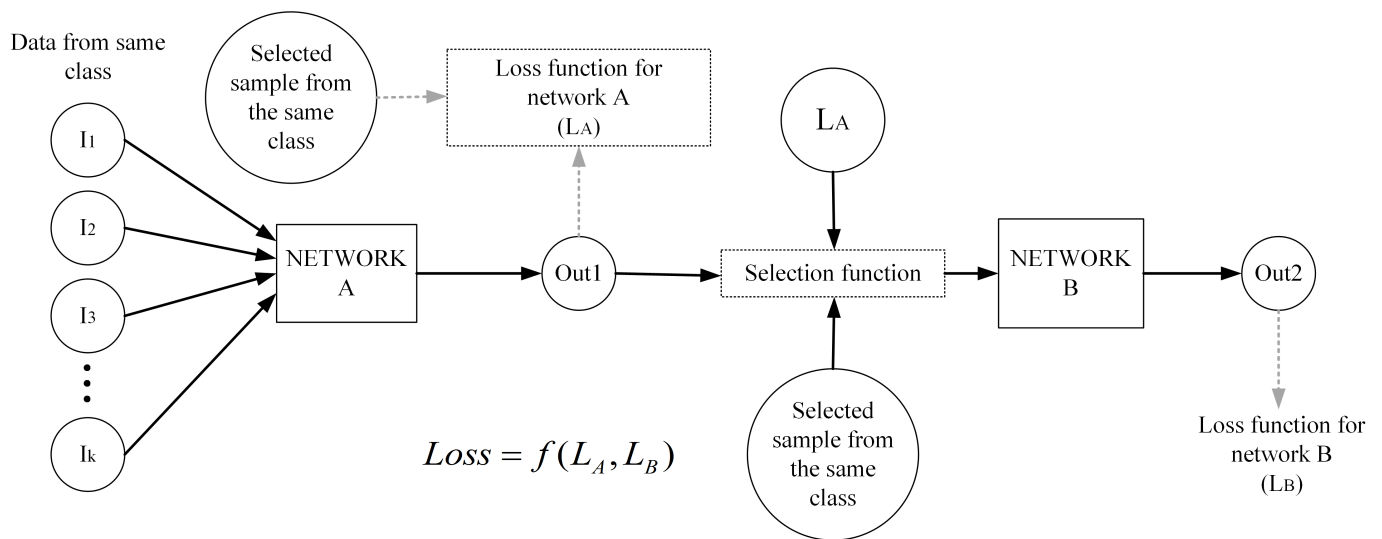 Data from same
class
I1
I2
I3
Ik
Selected
sample from
the same
class
Loss function for
network A
(LA)
NETWORK
A
Out1
LA
Selection function
Selected
sample from
the same
class
NETWORK
B
Out2
Loss function for
network B
(LB)
Loss = f(L_A, L_B)